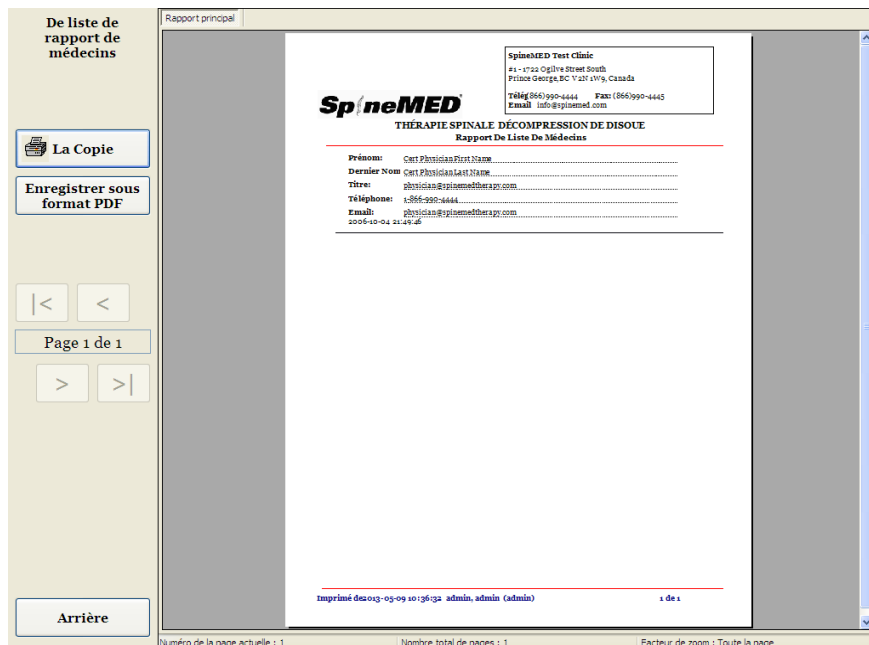 De liste de
rapport de
médecins
La Copie
Enregistrer sous
format PDF
|<
<
Page 1 de 1
>
>|
Arrière
Rapport principal
SpineMED Test Clinic
#1 - 1722 Ogilve Street South
Prince George, BC V2N 1W9, Canada
Télég(866)990-4444 Fax: (866)990-4445
Email info@spinemed.com
SpineMED
THÉRAPIE SPINALE DÉCOMPRESSION DE DISQUE
Rapport De Liste De Médecins
Prénom: Cert Physician First Name
Dernier Nom Cert Physician Last Name
Titre: physician@spinemedtherapy.com
Téléphone: 1-866-990-4444
Email: physician@spinemedtherapy.com
2006-10-04 21:49:46
Imprimé de2013-05-09 10:36:32 admin, admin (admin) 1 de 1
Numéro de la page actuelle : 1 Nombre total de pages : 1 Facteur de zoom : Toute la page